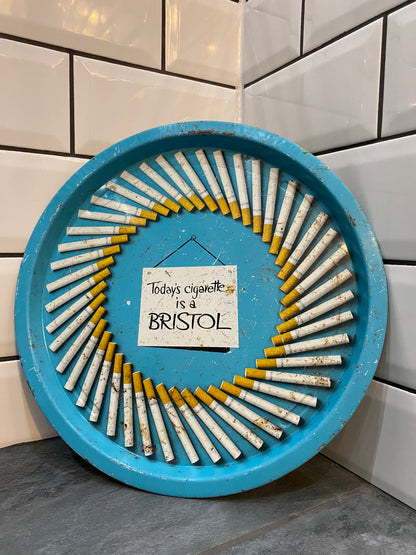 Today's cigarette
is a
BRISTOL